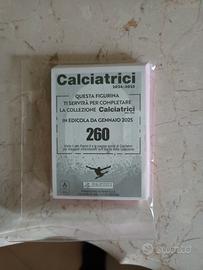 Calciatrici
2024-2025
QUESTA FIGURINA
TI SERVIRÀ PER COMPLETARE
LA COLLEZIONE Calciatrici
IN EDICOLA DA GENNAIO 2025
260
PANINI
subito